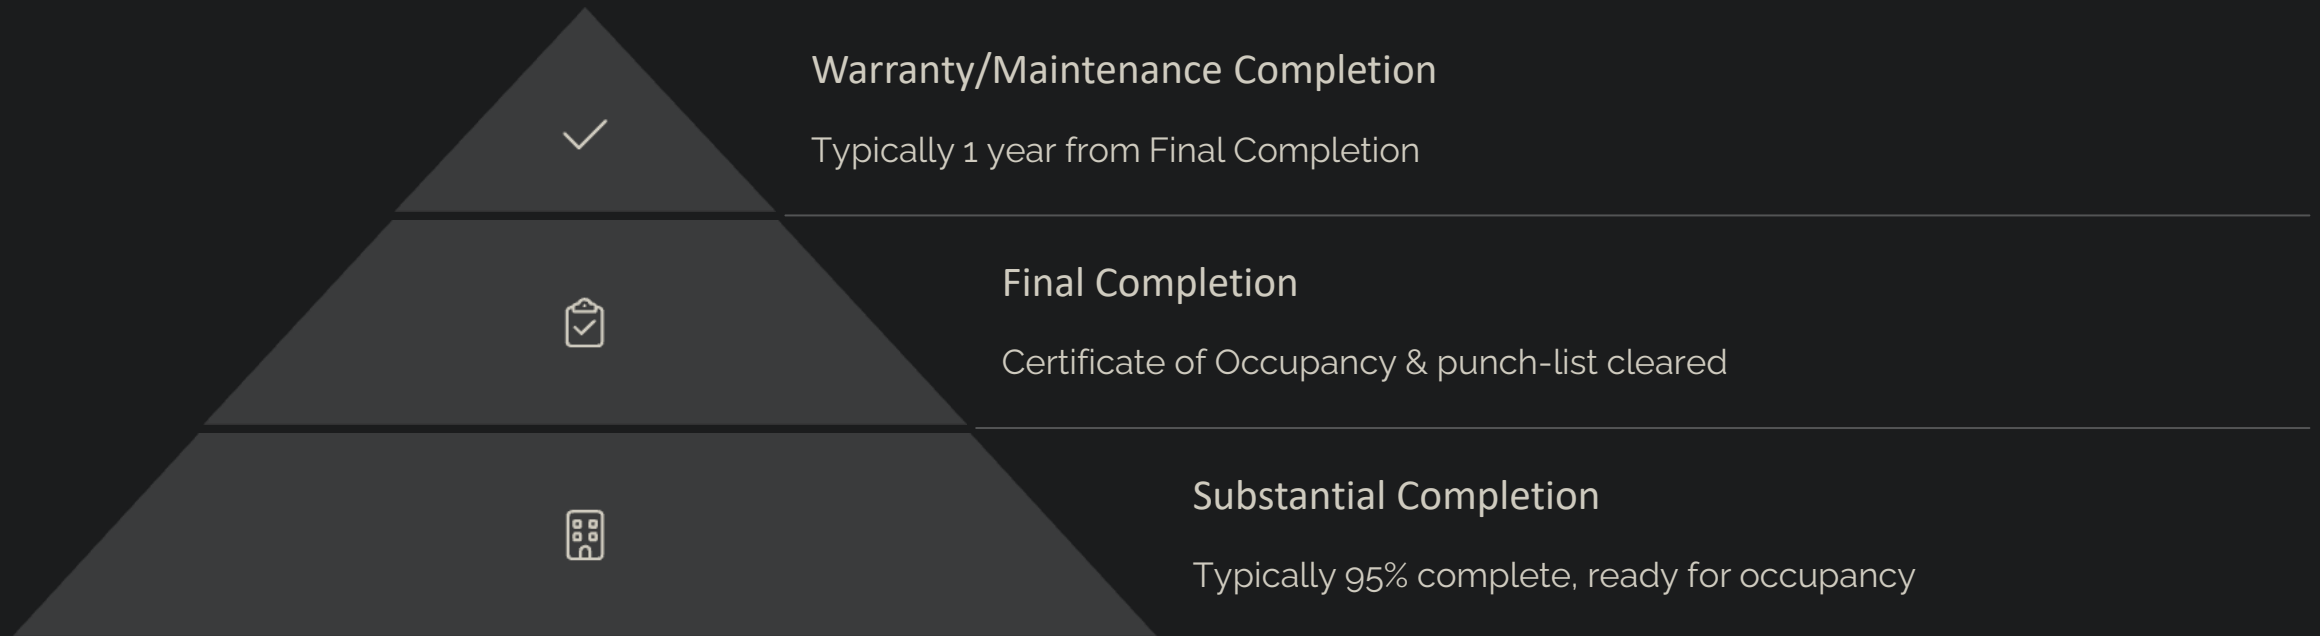 Warranty/Maintenance Completion
Typically 1 year from Final Completion
Final Completion
Certificate of Occupancy & punch-list cleared
Substantial Completion
Typically 95% complete, ready for occupancy